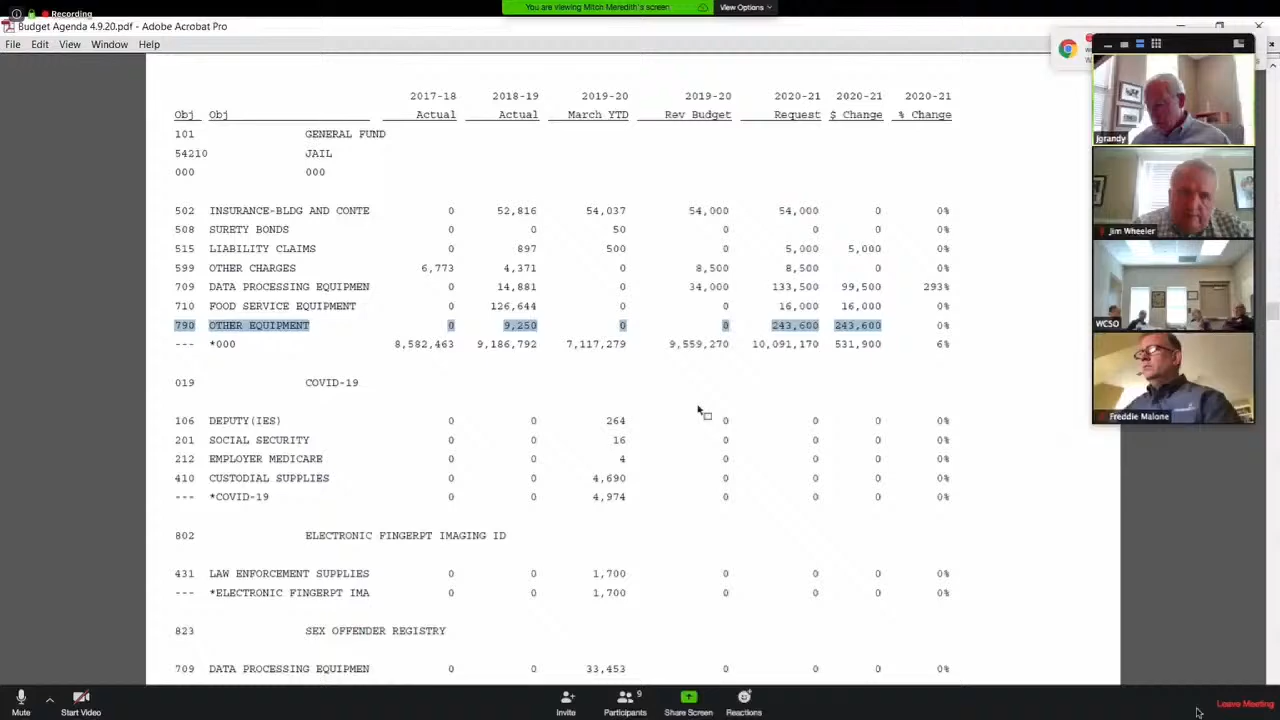 Recording
You are viewing Mitch Meredith's screen
View Options
Budget Agenda 4.9.20.pdf - Adobe Acrobat Pro
File Edit View Window Help
2017-18 2018-19 2019-20 2019-20 2020-21 2020-21 2020-21
Obj Obj Actual Actual March YTD Rev Budget Request $ Change % Change
101 GENERAL FUND
54210 JAIL
000 000
502 INSURANCE-BLDG AND CONTE 0 52,816 54,037 54,000 54,000 0 0%
508 SURETY BONDS 0 0 50 0 0 0 0%
515 LIABILITY CLAIMS 0 897 500 0 5,000 5,000 0%
599 OTHER CHARGES 6,773 4,371 0 8,500 8,500 0 0%
709 DATA PROCESSING EQUIPMEN 0 14,881 0 34,000 133,500 99,500 293%
710 FOOD SERVICE EQUIPMENT 0 126,644 0 0 16,000 16,000 0%
790 OTHER EQUIPMENT 0 9,250 0 0 243,600 243,600 0%
--- *000 8,582,463 9,186,792 7,117,279 9,559,270 10,091,170 531,900 6%
019 COVID-19
106 DEPUTY(IES) 0 0 264 0 0 0 0%
201 SOCIAL SECURITY 0 0 16 0 0 0 0%
212 EMPLOYER MEDICARE 0 0 4 0 0 0 0%
410 CUSTODIAL SUPPLIES 0 0 4,690 0 0 0 0%
--- *COVID-19 0 0 4,974 0 0 0 0%
802 ELECTRONIC FINGERPT IMAGING ID
431 LAW ENFORCEMENT SUPPLIES 0 0 1,700 0 0 0 0%
--- *ELECTRONIC FINGERPT IMA 0 0 1,700 0 0 0 0%
823 SEX OFFENDER REGISTRY
709 DATA PROCESSING EQUIPMEN 0 0 33,453 0 0 0 0%
jgrandy
Jim Wheeler
WCSO
Freddie Malone
Mute
Start Video
Invite
Participants 9
Share Screen
Reactions
Leave Meeting